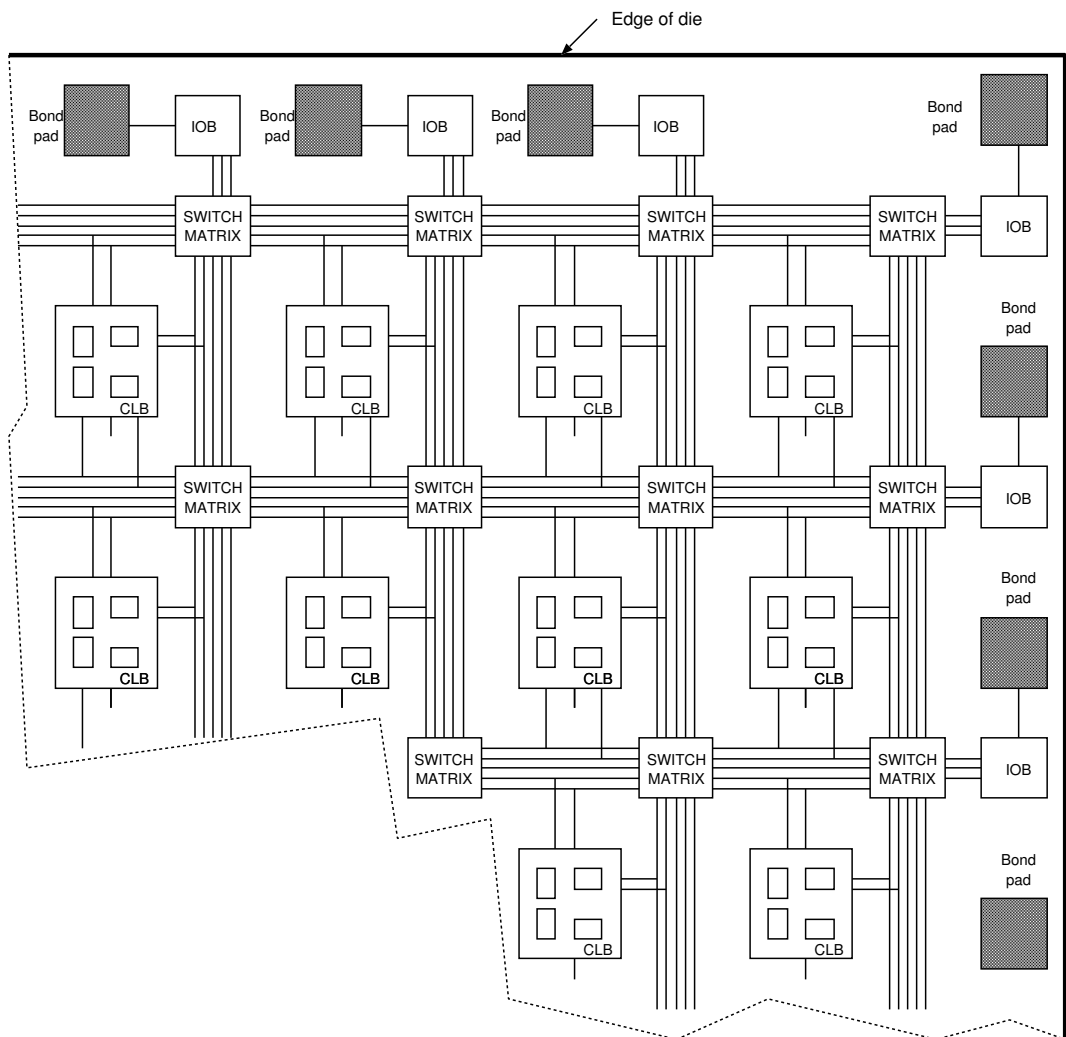 Edge of die
Bond
pad
IOB
Bond
pad
IOB
Bond
pad
IOB
Bond
pad
SWITCH
MATRIX
SWITCH
MATRIX
SWITCH
MATRIX
SWITCH
MATRIX
IOB
Bond
pad
CLB
CLB
CLB
CLB
SWITCH
MATRIX
SWITCH
MATRIX
SWITCH
MATRIX
SWITCH
MATRIX
IOB
Bond
pad
CLB
CLB
CLB
CLB
SWITCH
MATRIX
SWITCH
MATRIX
SWITCH
MATRIX
IOB
Bond
pad
CLB
CLB